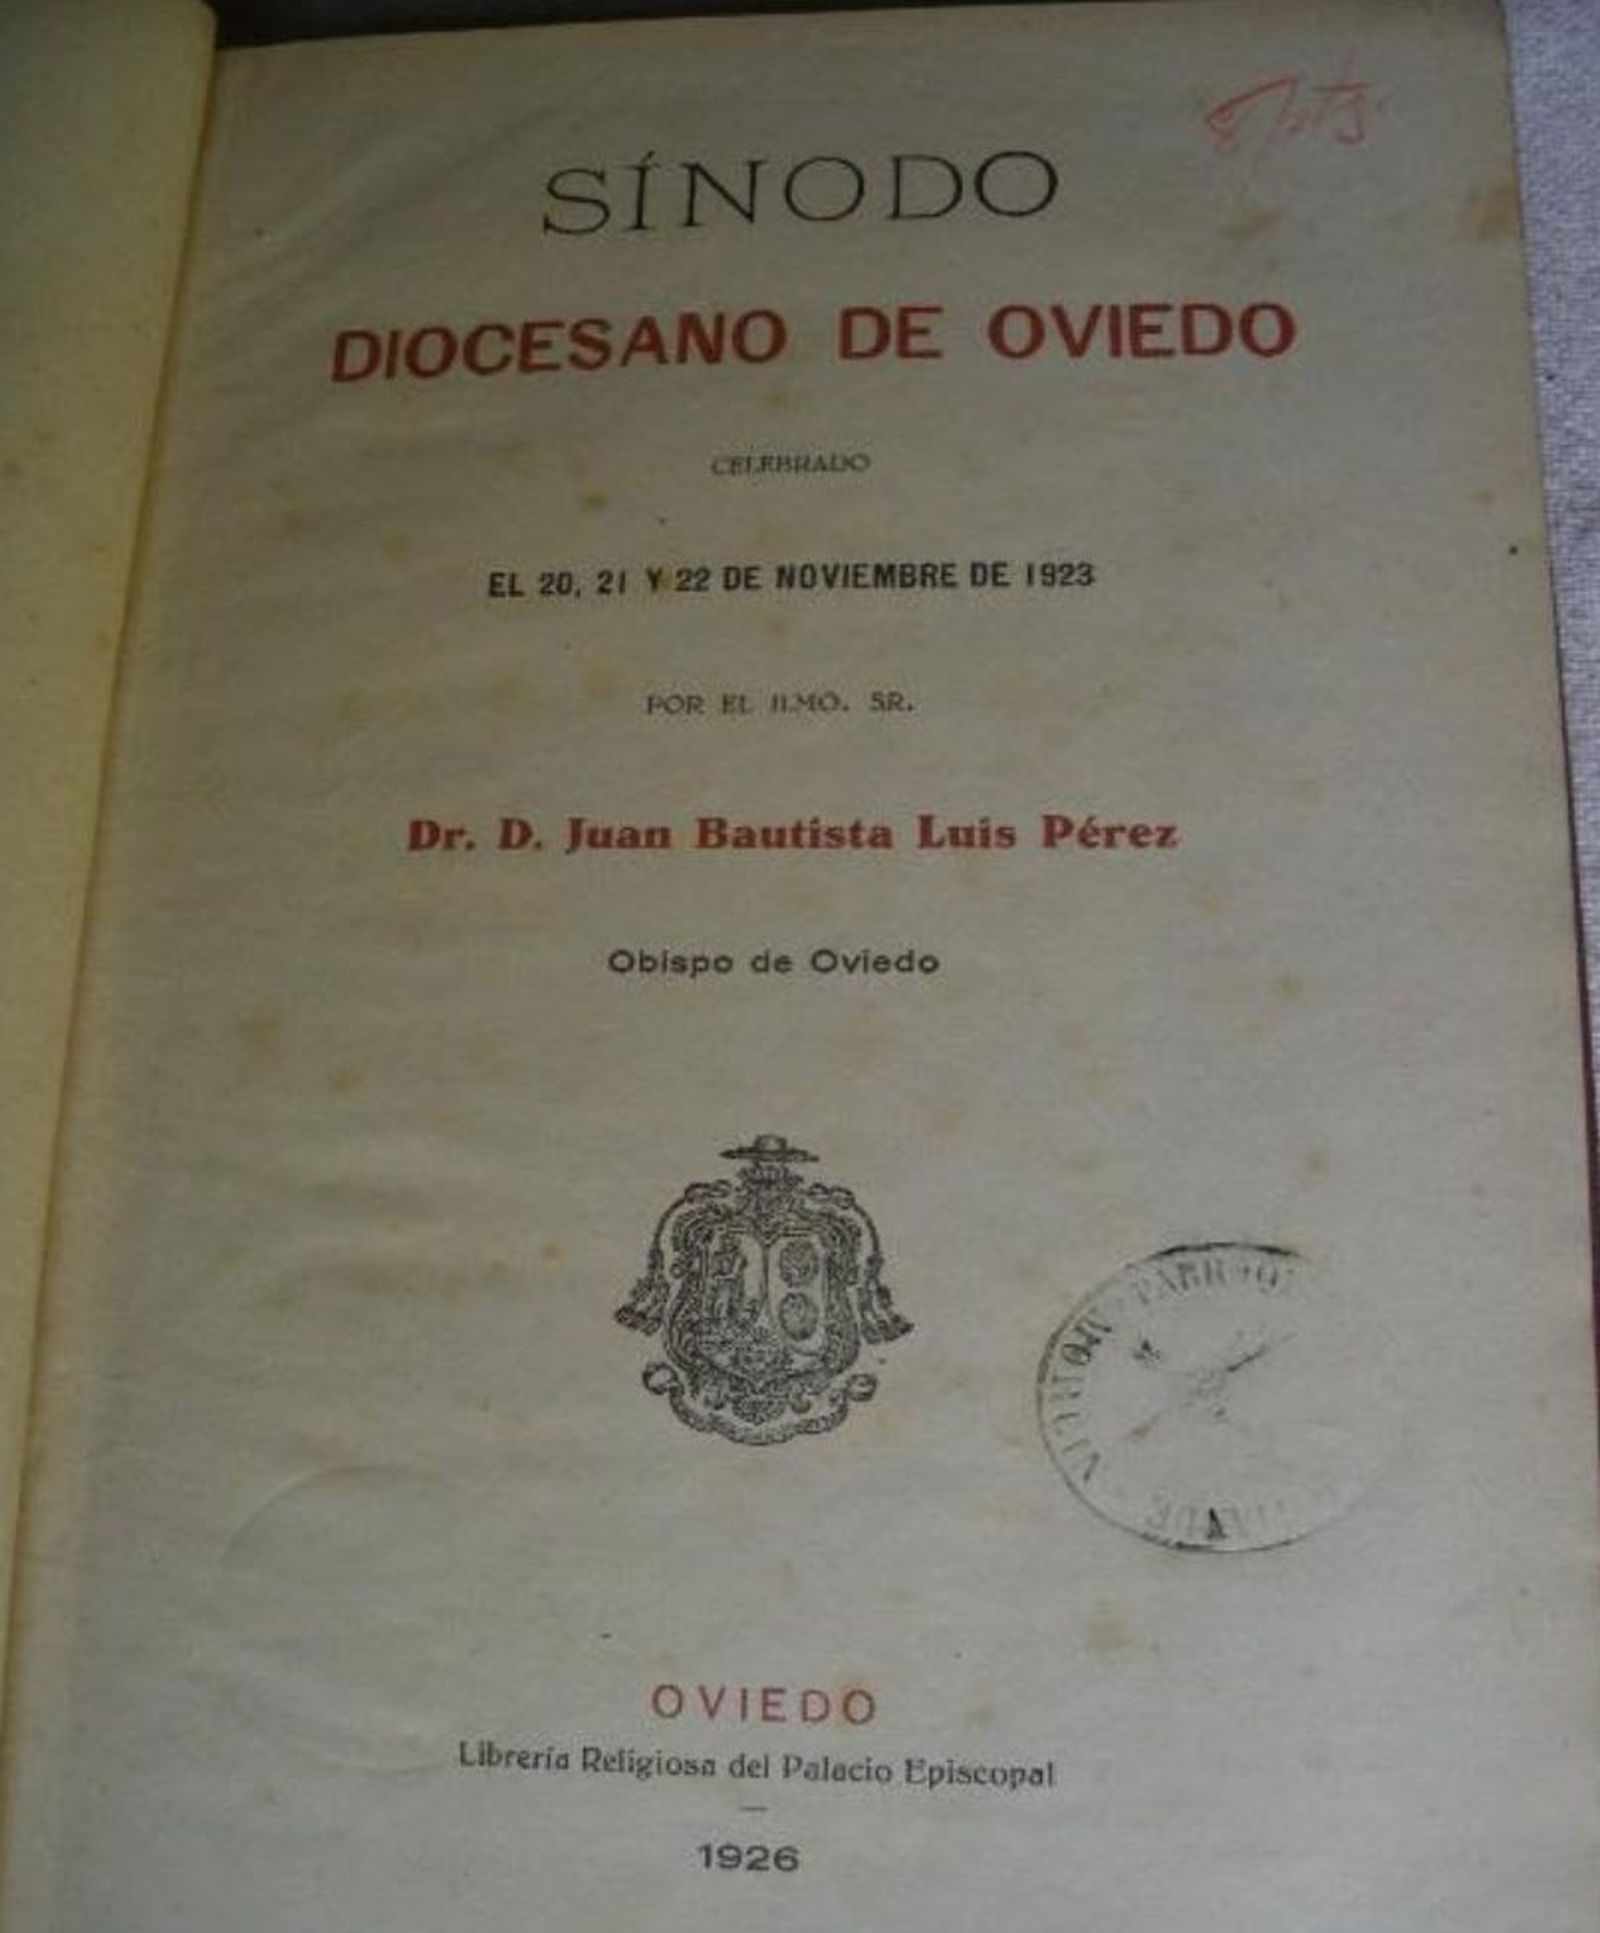 SÍNODO
DIOCESANO DE OVIEDO
CELEBRADO
EL 20, 21 Y 22 DE NOVIEMBRE DE 1923
POR EL ILMO. SR.
Dr. D. Juan Bautista Luis Pérez
Obispo de Oviedo
OVIEDO
Librería Religiosa del Palacio Episcopal
1926